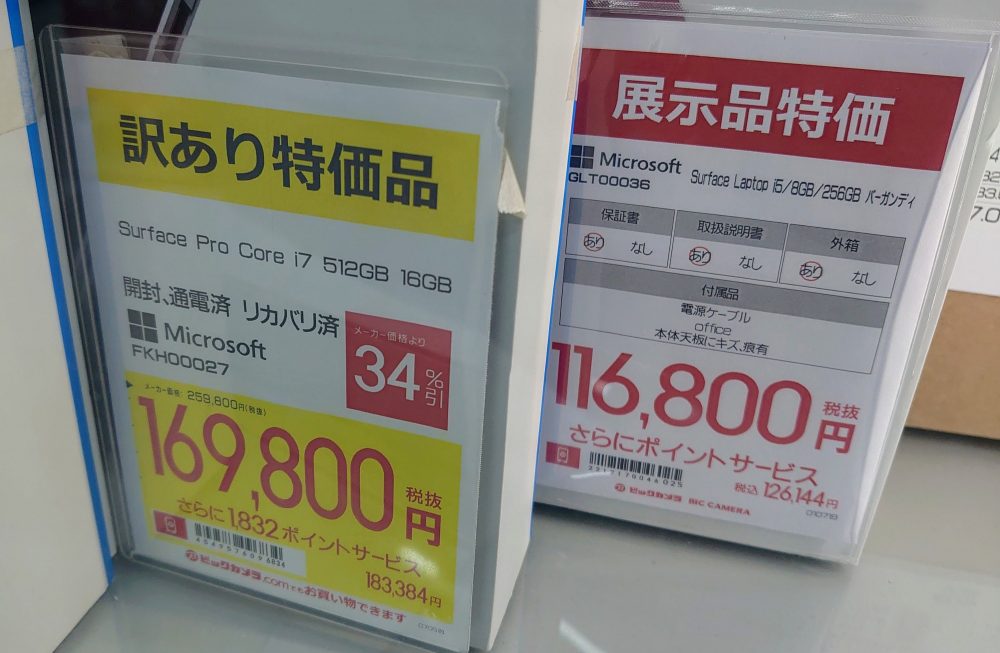 訳あり特価品
Surface Pro Core i7 512GB 16GB
開封、通電済 リカバリ済
Microsoft
FKH00027
メーカー価格より
34%引
メーカー価格: 259,800円(税抜)
169,800 税抜 円
さらに1,832ポイントサービス
4549576096834
183,384円
ビックカメラ.comでもお買い物できます
展示品特価
Microsoft
GLT00036 Surface Laptop i5/8GB/256GB バーガンディ
保証書 取扱説明書 外箱
あり なし あり なし あり なし
付属品
電源ケーブル
office
本体天板にキズ、痕有
116,800 税抜 円
さらにポイントサービス
2217170046025
税込 126,144円
ビックカメラ BIC CAMERA
010718